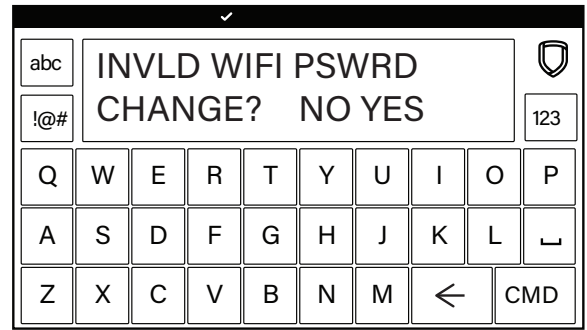 abc
INVLD WIFI PSWRD
CHANGE? NO YES
!@#
123
Q W E R T Y U I O P
A S D F G H J K L
Z X C V B N M CMD